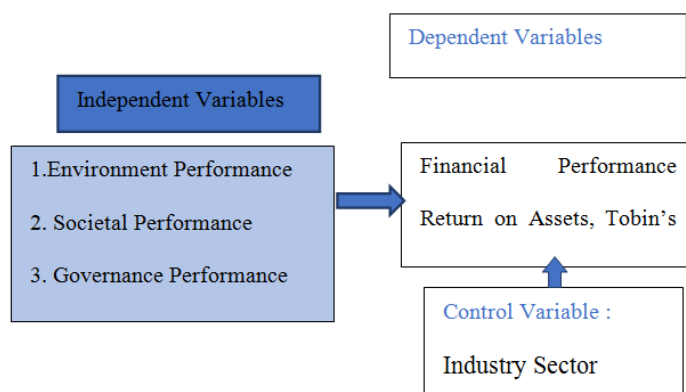 Dependent Variables
Independent Variables
1.Environment Performance
2. Societal Performance
3. Governance Performance
Financial Performance
Return on Assets, Tobin's
Control Variable :
Industry Sector